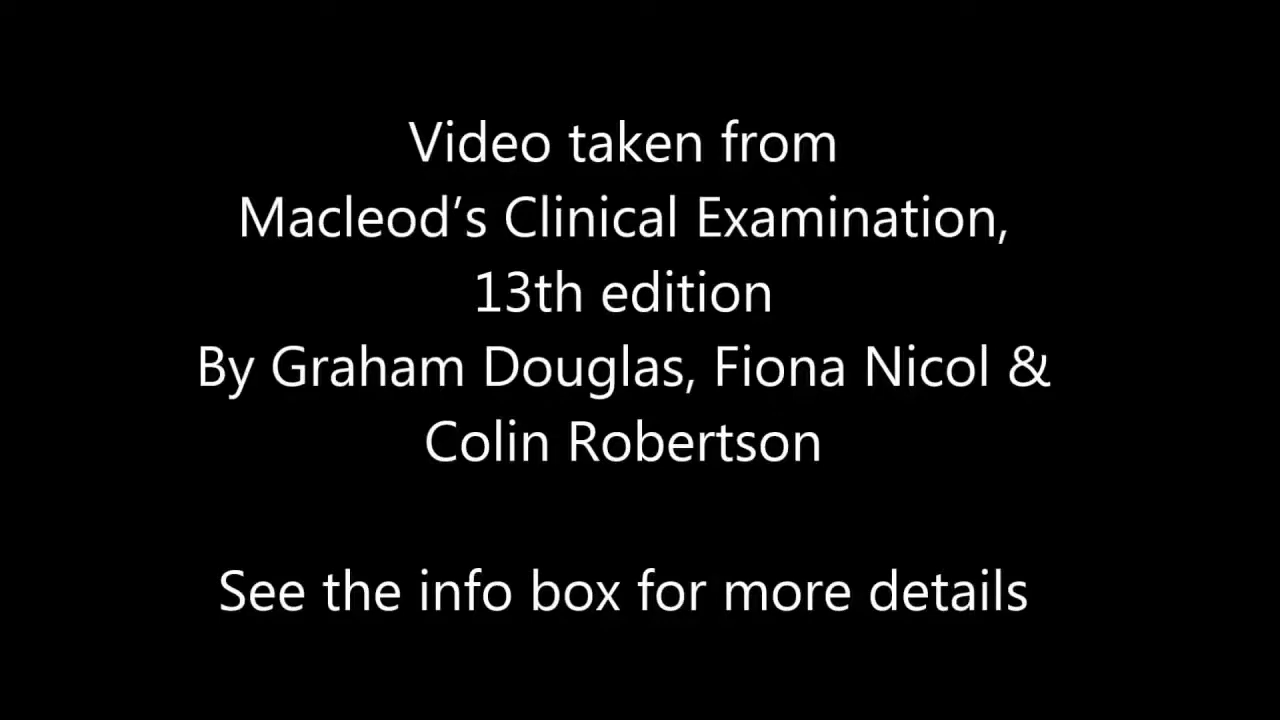 Video taken from
Macleod’s Clinical Examination,
13th edition
By Graham Douglas, Fiona Nicol &
Colin Robertson
See the info box for more details